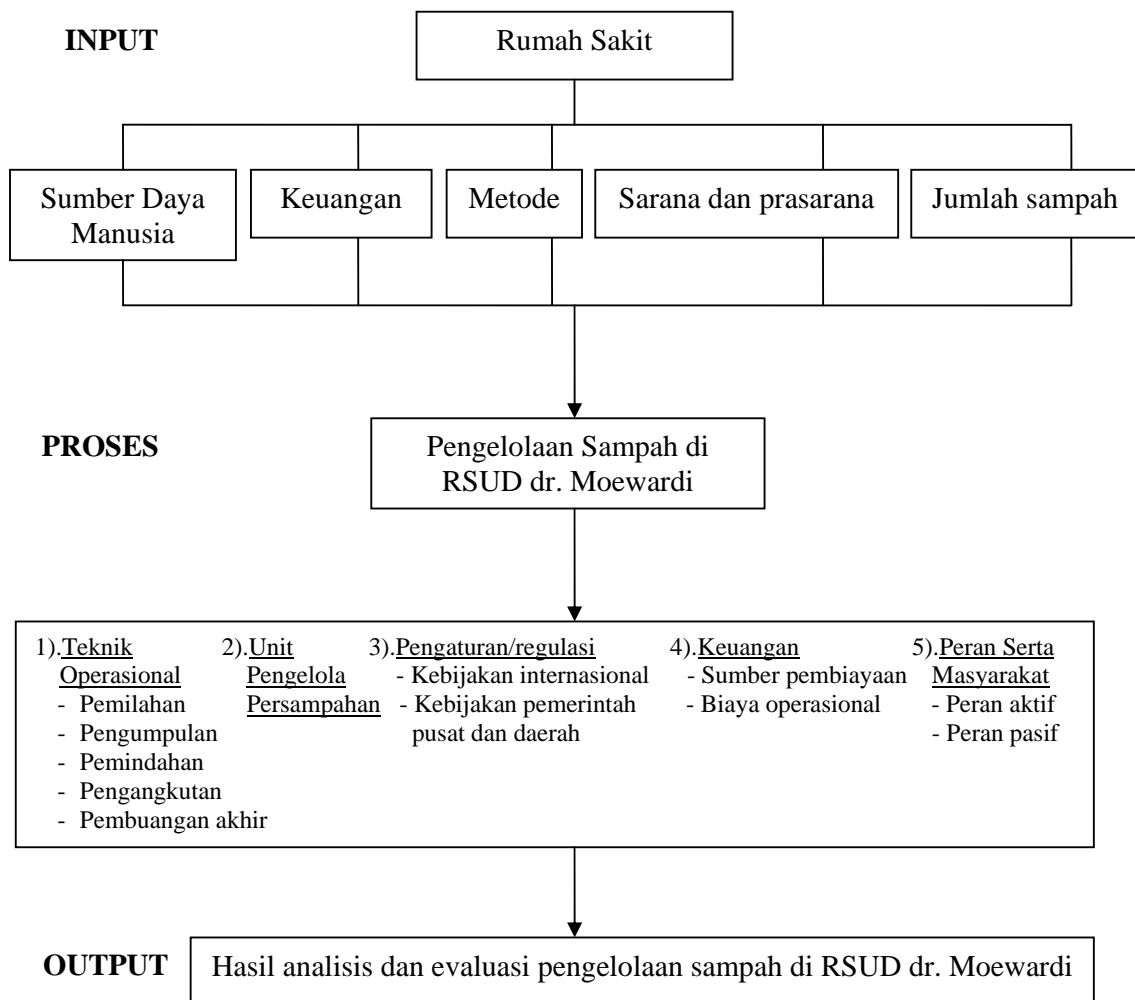 INPUT
Rumah Sakit
Sumber Daya
Manusia
Keuangan
Metode
Sarana dan prasarana
Jumlah sampah
PROSES
Pengelolaan Sampah di
RSUD dr. Moewardi
1).Teknik
Operasional
- Pemilahan
- Pengumpulan
- Pemindahan
- Pengangkutan
- Pembuangan akhir
2).Unit
Pengelola
Persampahan
3).Pengaturan/regulasi
- Kebijakan internasional
- Kebijakan pemerintah
pusat dan daerah
4).Keuangan
- Sumber pembiayaan
- Biaya operasional
5).Peran Serta
Masyarakat
- Peran aktif
- Peran pasif
OUTPUT
Hasil analisis dan evaluasi pengelolaan sampah di RSUD dr. Moewardi